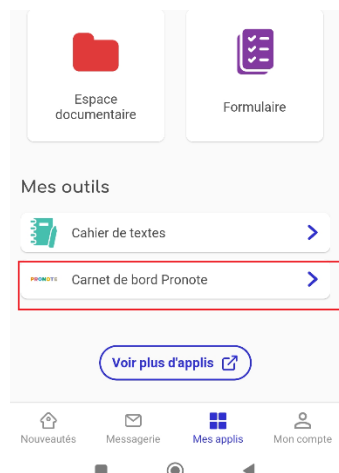 Espace
documentaire
Formulaire
Mes outils
Cahier de textes
PRONOTE
Carnet de bord Pronote
Voir plus d'applis
Nouveautés
Messagerie
Mes applis
Mon compte